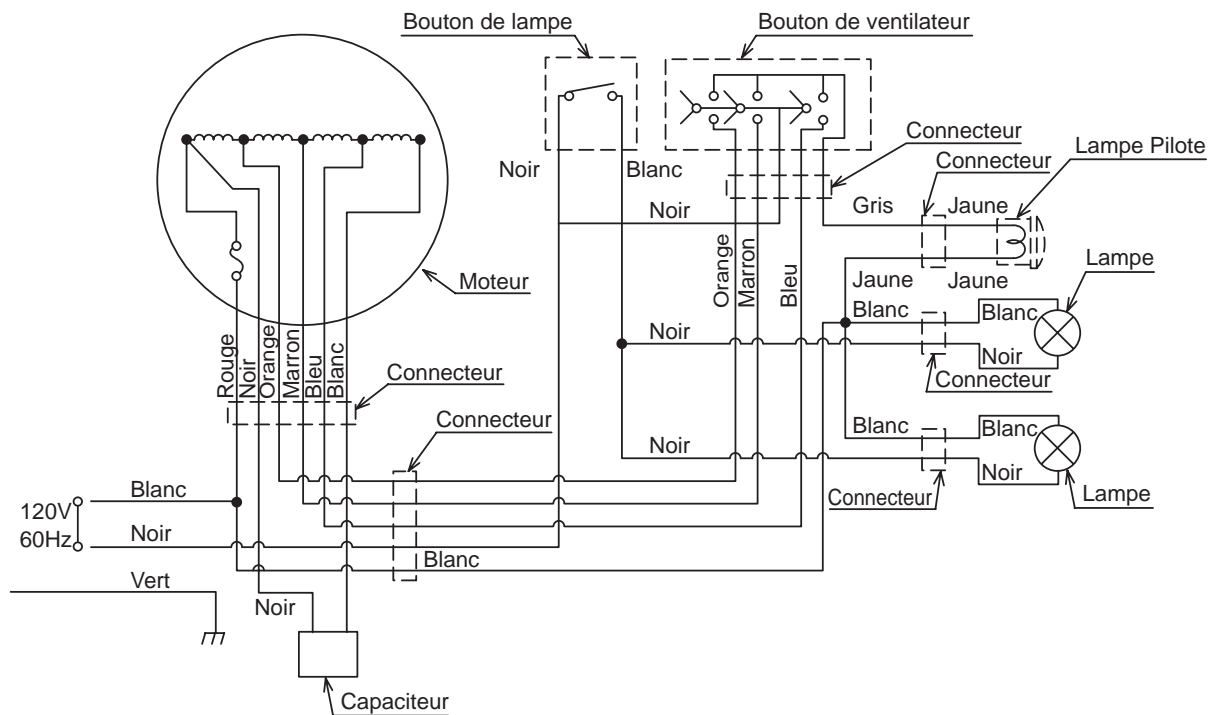 Bouton de lampe
Bouton de ventilateur
Connecteur
Connecteur
Lampe Pilote
Noir
Blanc
Noir
Gris
Jaune
Orange
Marron
Bleu
Moteur
Jaune
Jaune
Lampe
Blanc
Blanc
Noir
Noir
Connecteur
Rouge
Noir
Orange
Marron
Bleu
Blanc
Connecteur
Connecteur
Blanc
Blanc
Noir
Noir
Connecteur
Lampe
Blanc
120V
60Hz
Noir
Blanc
Vert
Noir
Capaciteur